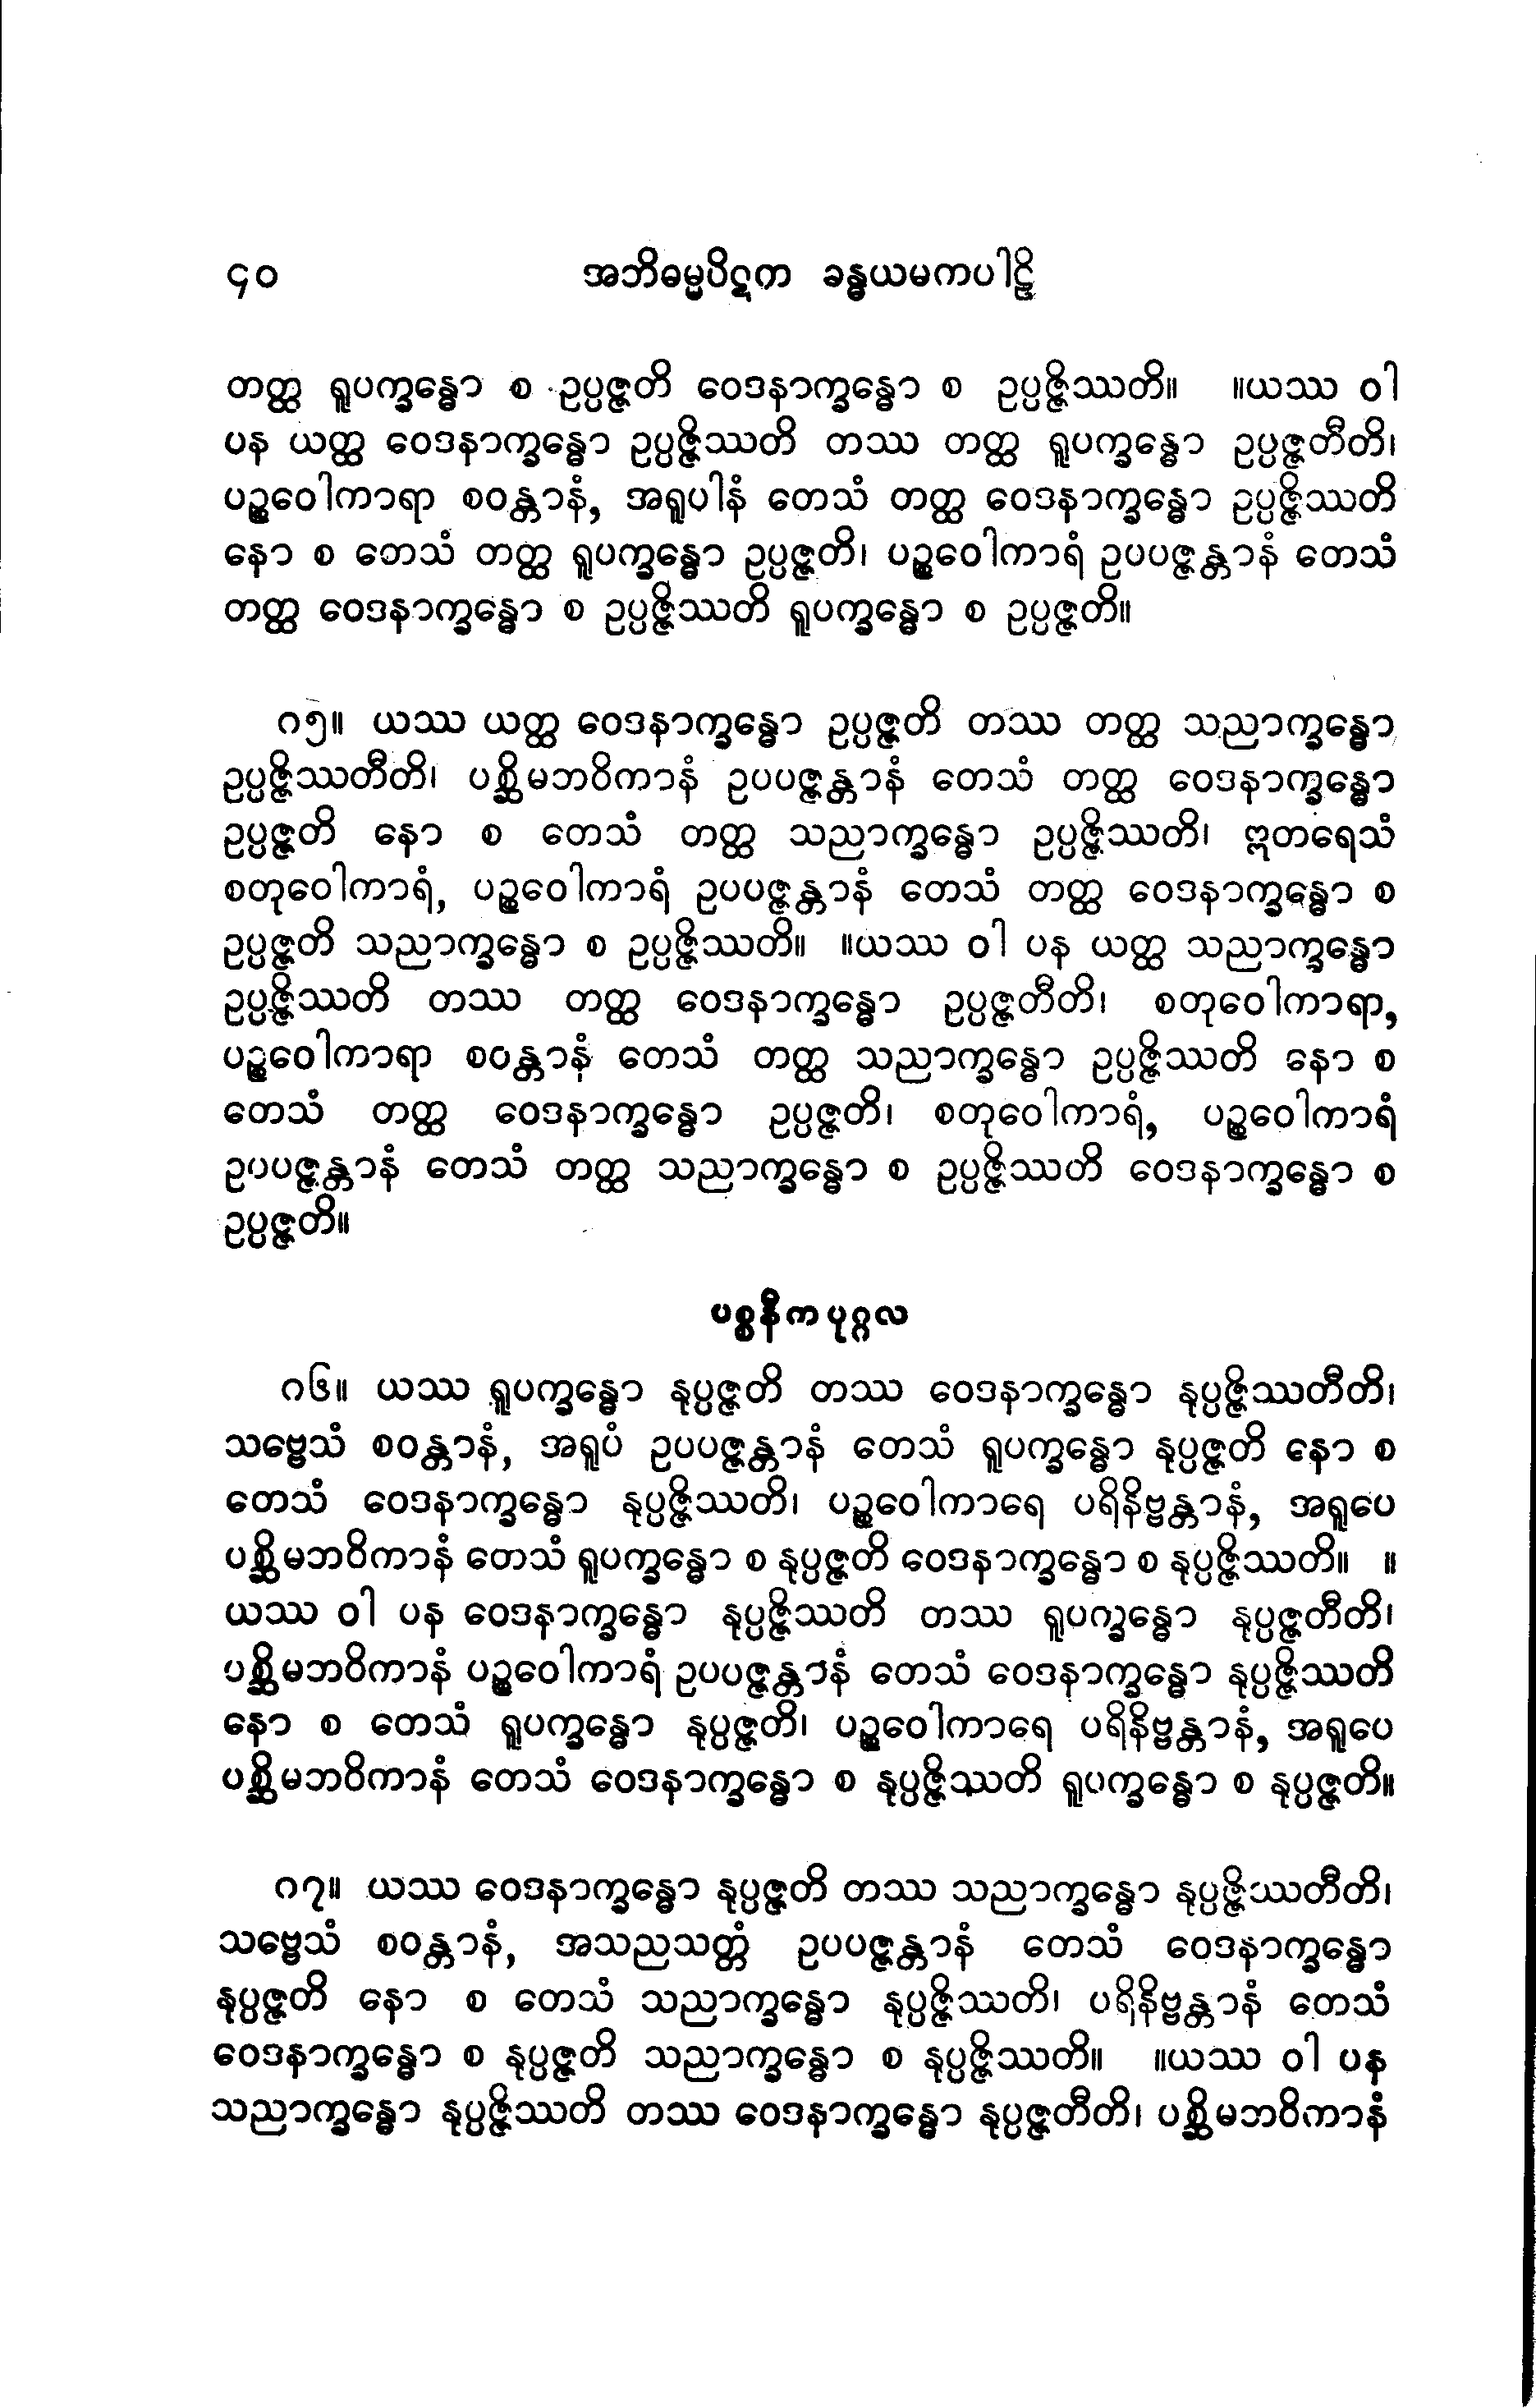 ၄၀ အဘိဓမ္မပိဋက ခန္ဓယမကပါဠိ
တတ္ထ ရူပက္ခန္ဓော စ ဥပ္ပဇ္ဇတိ ဝေဒနာက္ခန္ဓော စ ဥပ္ပဇ္ဇိဿတိ။ ။ယဿ ဝါ
ပန ယတ္ထ ဝေဒနာက္ခန္ဓော ဥပ္ပဇ္ဇိဿတိ တဿ တတ္ထ ရူပက္ခန္ဓော ဥပ္ပဇ္ဇတီတိ၊
ပဉ္စဝေါကာရာ စဝန္တာနံ, အရူပါနံ တေသံ တတ္ထ ဝေဒနာက္ခန္ဓော ဥပ္ပဇ္ဇိဿတိ
နော စ တေသံ တတ္ထ ရူပက္ခန္ဓော ဥပ္ပဇ္ဇတိ၊ ပဉ္စဝေါကာရံ ဥပပဇ္ဇန္တာနံ တေသံ
တတ္ထ ဝေဒနာက္ခန္ဓော စ ဥပ္ပဇ္ဇိဿတိ ရူပက္ခန္ဓော စ ဥပ္ပဇ္ဇတိ။
ဂ၅။ ယဿ ယတ္ထ ဝေဒနာက္ခန္ဓော ဥပ္ပဇ္ဇတိ တဿ တတ္ထ သညာက္ခန္ဓော
ဥပ္ပဇ္ဇိဿတီတိ၊ ပစ္ဆိမဘဝိကာနံ ဥပပဇ္ဇန္တာနံ တေသံ တတ္ထ ဝေဒနာက္ခန္ဓော
ဥပ္ပဇ္ဇတိ နော စ တေသံ တတ္ထ သညာက္ခန္ဓော ဥပ္ပဇ္ဇိဿတိ၊ ဣတရေသံ
စတုဝေါကာရံ, ပဉ္စဝေါကာရံ ဥပပဇ္ဇန္တာနံ တေသံ တတ္ထ ဝေဒနာက္ခန္ဓော စ
ဥပ္ပဇ္ဇတိ သညာက္ခန္ဓော စ ဥပ္ပဇ္ဇိဿတိ။ ။ယဿ ဝါ ပန ယတ္ထ သညာက္ခန္ဓော
ဥပ္ပဇ္ဇိဿတိ တဿ တတ္ထ ဝေဒနာက္ခန္ဓော ဥပ္ပဇ္ဇတီတိ၊ စတုဝေါကာရာ,
ပဉ္စဝေါကာရာ စဝန္တာနံ တေသံ တတ္ထ သညာက္ခန္ဓော ဥပ္ပဇ္ဇိဿတိ နော စ
တေသံ တတ္ထ ဝေဒနာက္ခန္ဓော ဥပ္ပဇ္ဇတိ၊ စတုဝေါကာရံ, ပဉ္စဝေါကာရံ
ဥပပဇ္ဇန္တာနံ တေသံ တတ္ထ သညာက္ခန္ဓော စ ဥပ္ပဇ္ဇိဿတိ ဝေဒနာက္ခန္ဓော စ
ဥပ္ပဇ္ဇတိ။
ပစ္စနီကပုဂ္ဂလ
ဂ၆။ ယဿ ရူပက္ခန္ဓော နုပ္ပဇ္ဇတိ တဿ ဝေဒနာက္ခန္ဓော နုပ္ပဇ္ဇိဿတီတိ၊
သဗ္ဗေသံ စဝန္တာနံ, အရူပံ ဥပပဇ္ဇန္တာနံ တေသံ ရူပက္ခန္ဓော နုပ္ပဇ္ဇတိ နော စ
တေသံ ဝေဒနာက္ခန္ဓော နုပ္ပဇ္ဇိဿတိ၊ ပဉ္စဝေါကာရေ ပရိနိဗ္ဗန္တာနံ, အရူပေ
ပစ္ဆိမဘဝိကာနံ တေသံ ရူပက္ခန္ဓော စ နုပ္ပဇ္ဇတိ ဝေဒနာက္ခန္ဓော စ နုပ္ပဇ္ဇိဿတိ။ ။
ယဿ ဝါ ပန ဝေဒနာက္ခန္ဓော နုပ္ပဇ္ဇိဿတိ တဿ ရူပက္ခန္ဓော နုပ္ပဇ္ဇတီတိ၊
ပစ္ဆိမဘဝိကာနံ ပဉ္စဝေါကာရံ ဥပပဇ္ဇန္တာနံ တေသံ ဝေဒနာက္ခန္ဓော နုပ္ပဇ္ဇိဿတိ
နော စ တေသံ ရူပက္ခန္ဓော နုပ္ပဇ္ဇတိ၊ ပဉ္စဝေါကာရေ ပရိနိဗ္ဗန္တာနံ, အရူပေ
ပစ္ဆိမဘဝိကာနံ တေသံ ဝေဒနာက္ခန္ဓော စ နုပ္ပဇ္ဇိဿတိ ရူပက္ခန္ဓော စ နုပ္ပဇ္ဇတိ။
ဂ၇။ ယဿ ဝေဒနာက္ခန္ဓော နုပ္ပဇ္ဇတိ တဿ သညာက္ခန္ဓော နုပ္ပဇ္ဇိဿတီတိ၊
သဗ္ဗေသံ စဝန္တာနံ, အသညသတ္တံ ဥပပဇ္ဇန္တာနံ တေသံ ဝေဒနာက္ခန္ဓော
နုပ္ပဇ္ဇတိ နော စ တေသံ သညာက္ခန္ဓော နုပ္ပဇ္ဇိဿတိ၊ ပရိနိဗ္ဗန္တာနံ တေသံ
ဝေဒနာက္ခန္ဓော စ နုပ္ပဇ္ဇတိ သညာက္ခန္ဓော စ နုပ္ပဇ္ဇိဿတိ။ ။ယဿ ဝါ ပန
သညာက္ခန္ဓော နုပ္ပဇ္ဇိဿတိ တဿ ဝေဒနာက္ခန္ဓော နုပ္ပဇ္ဇတီတိ၊ ပစ္ဆိမဘဝိကာနံ